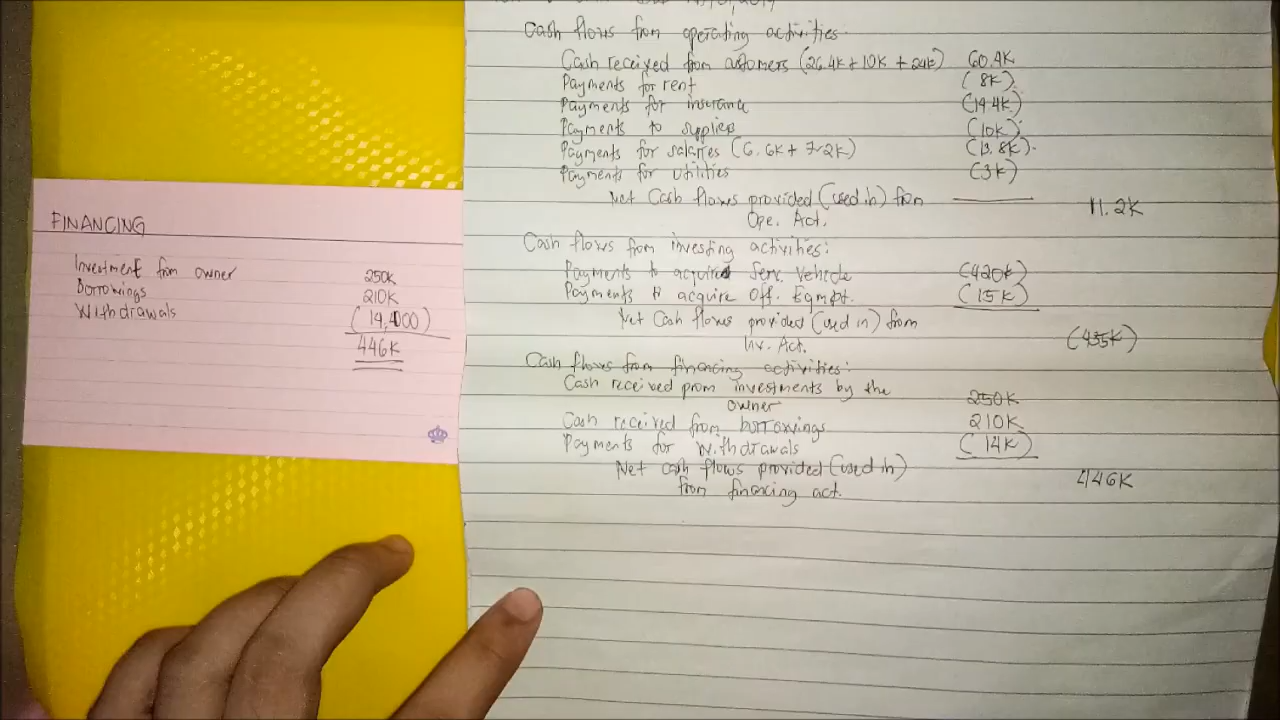 FINANCING
Investment from owner 250K
Borrowings 210K
Withdrawals (14,000)
446K
Cash flows from operating activities
Cash received from customers (26.4K + 10K + 24K) 60.4K
Payments for rent (8K)
Payments for insurance (14.4K)
Payments to supplies (10K)
Payments for salaries (6.6K + 7.2K) (13.8K)
Payments for utilities (3K)
Net Cash flows provided (used in) from
Ope. Act. 11.2K
Cash flows from investing activities:
Payments to acquired Serv. Vehicle (420K)
Payments to acquire Off. Eqmpt. (15K)
Net Cash flows provided (used in) from
Inv. Act. (435K)
Cash flows from financing activities:
Cash received from investments by the
owner 250K
Cash received from borrowings 210K
Payments for withdrawals (14K)
Net cash flows provided (used in)
from financing act. 446K